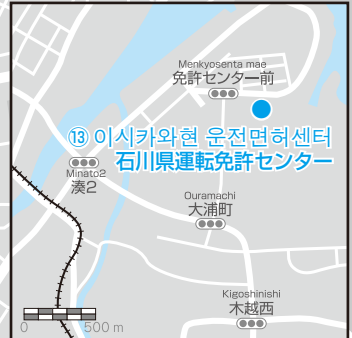 Menkyosenta mae
免許センター前
⑬ 이시카와현 운전면허센터
石川県運転免許センター
Minato2
湊2
Ouramachi
大浦町
Kigoshinishi
木越西
0 500 m